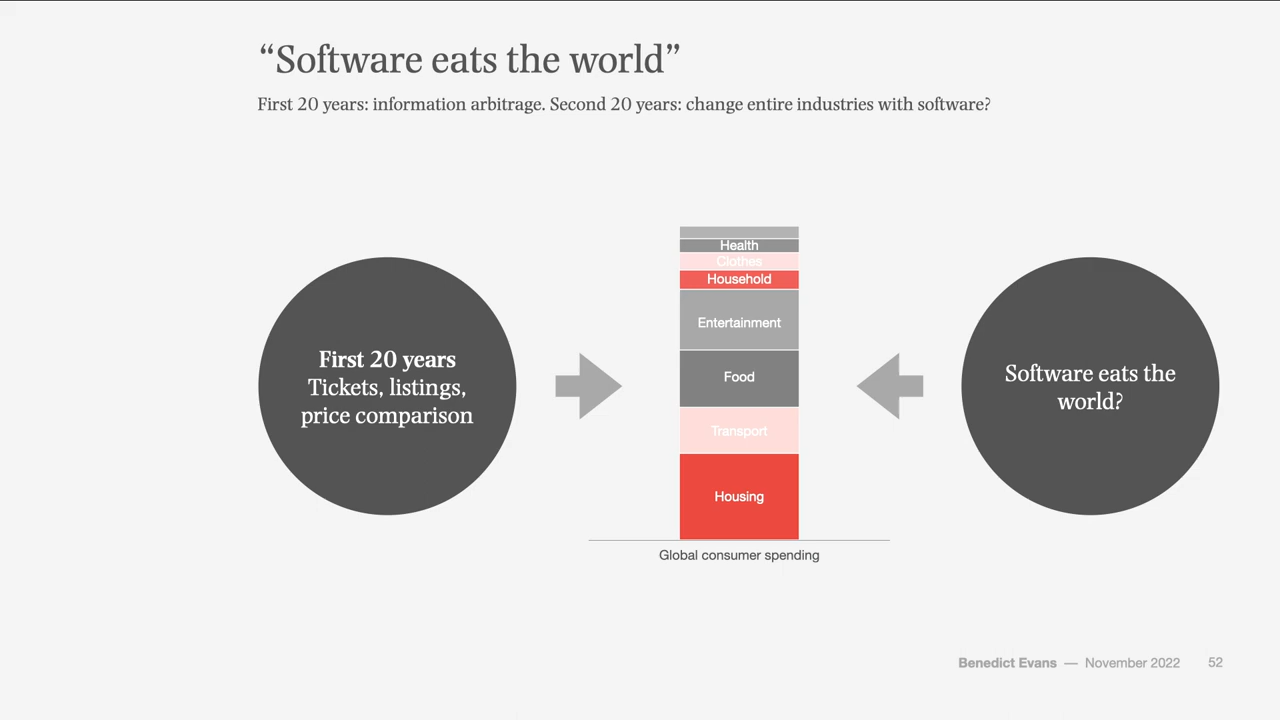 “Software eats the world”
First 20 years: information arbitrage. Second 20 years: change entire industries with software?
First 20 years
Tickets, listings,
price comparison
Health
Clothes
Household
Entertainment
Food
Transport
Housing
Global consumer spending
Software eats the
world?
Benedict Evans — November 2022 52